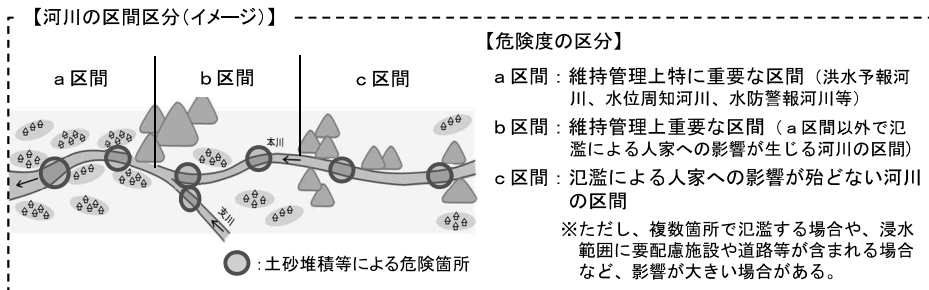 【河川の区間区分（イメージ）】
a 区間
b 区間
c 区間
本川
支川
：土砂堆積等による危険箇所
【危険度の区分】
a 区間：維持管理上特に重要な区間（洪水予報河
川、水位周知河川、水防警報河川等）
b 区間：維持管理上重要な区間（a区間以外で氾
濫による人家への影響が生じる河川の区間）
c 区間：氾濫による人家への影響が殆どない河川
の区間
※ただし、複数箇所で氾濫する場合や、浸水
範囲に要配慮施設や道路等が含まれる場合
など、影響が大きい場合がある。